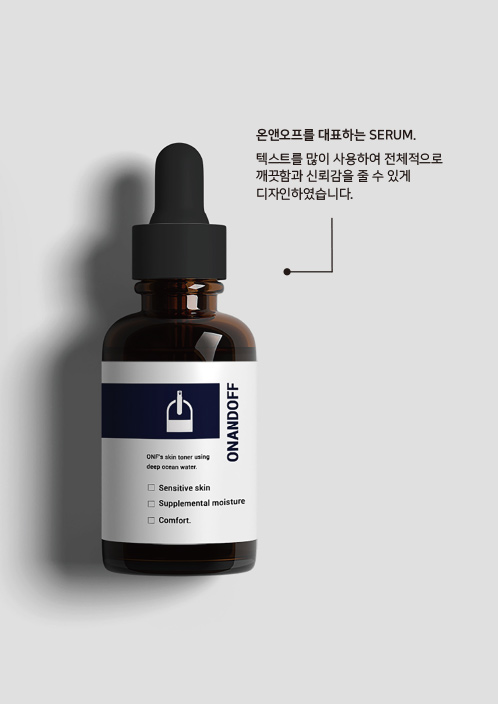 온앤오프를 대표하는 SERUM.
텍스트를 많이 사용하여 전체적으로
깨끗함과 신뢰감을 줄 수 있게
디자인하였습니다.
ONANDOFF
ONF's skin toner using
deep ocean water.
Sensitive skin
Supplemental moisture
Comfort.